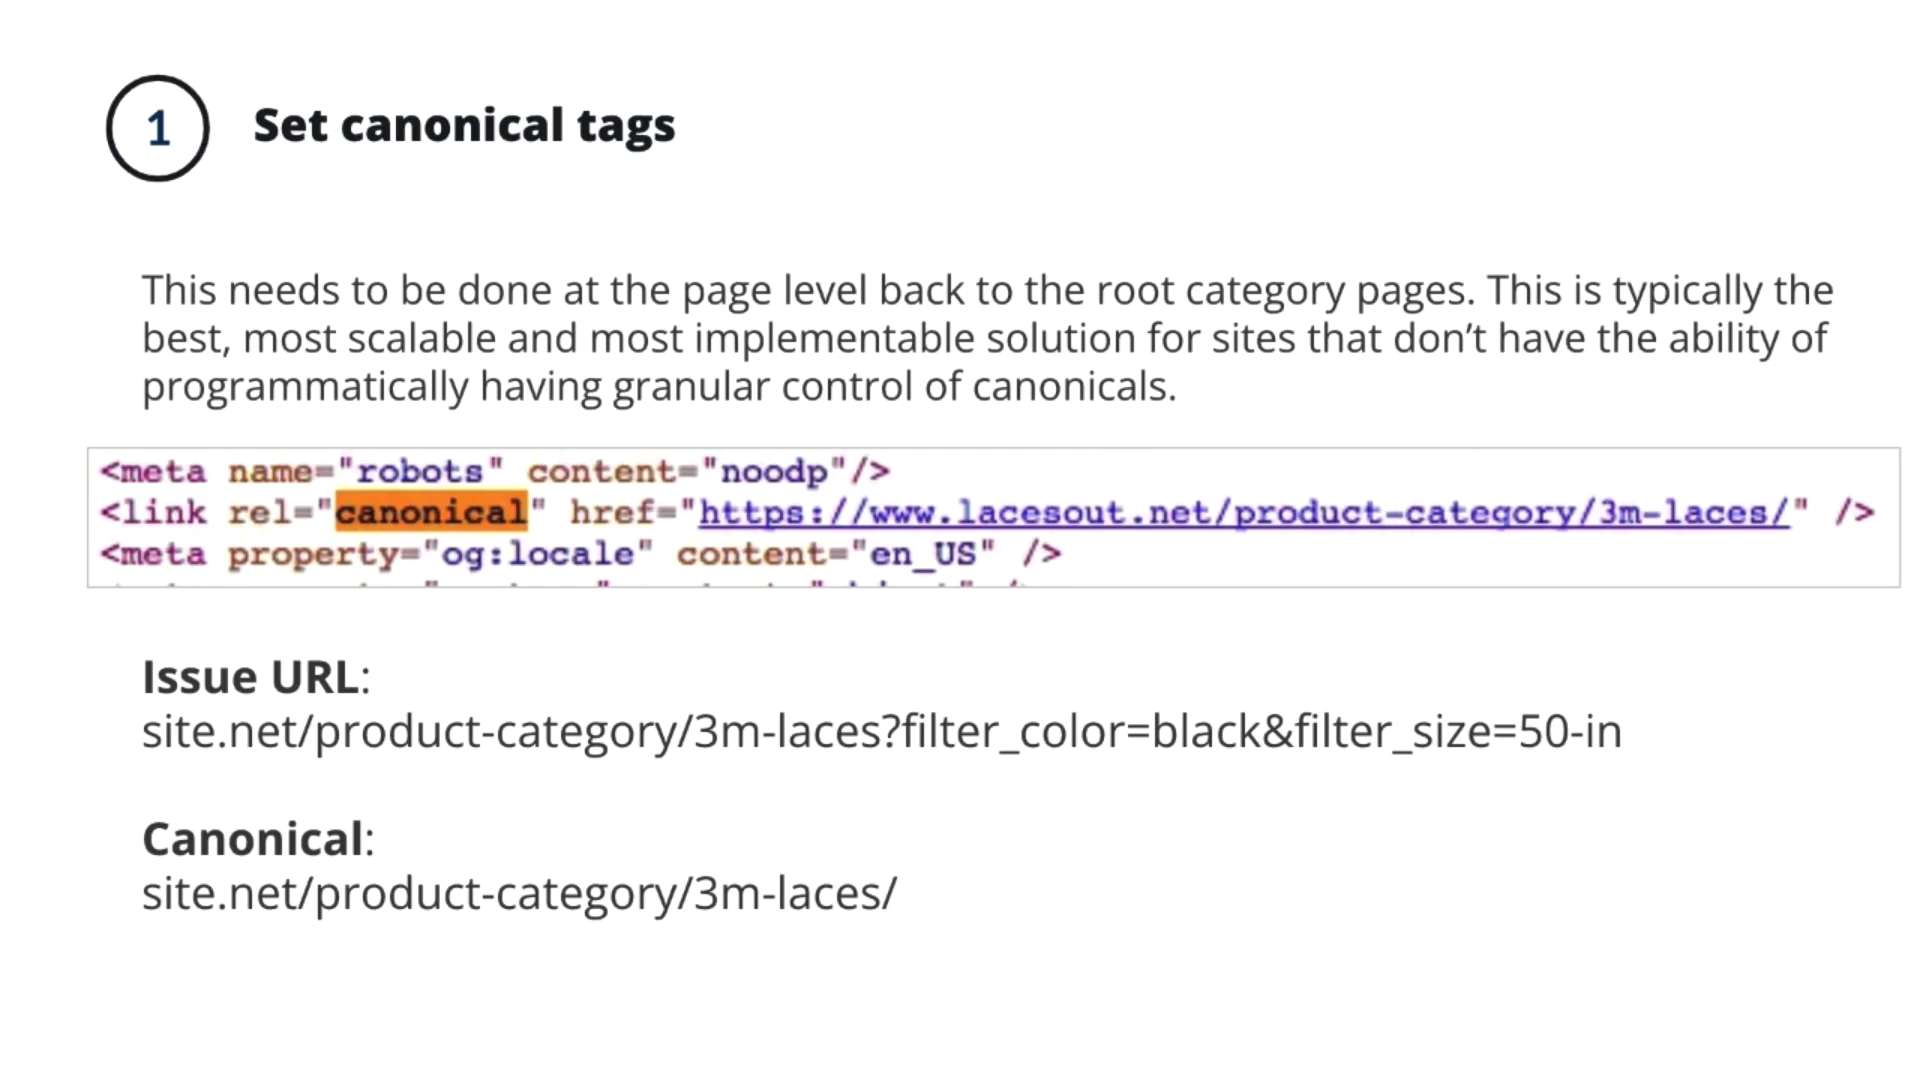 1
Set canonical tags
This needs to be done at the page level back to the root category pages. This is typically the
best, most scalable and most implementable solution for sites that don’t have the ability of
programmatically having granular control of canonicals.
<meta name="robots" content="noodp"/>
<link rel="canonical" href="https://www.lacesout.net/product-category/3m-laces/" />
<meta property="og:locale" content="en_US" />
Issue URL:
site.net/product-category/3m-laces?filter_color=black&filter_size=50-in
Canonical:
site.net/product-category/3m-laces/